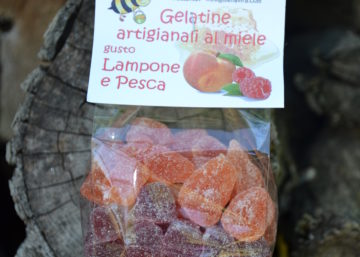 Gelatine
artigianali al miele
gusto
Lampone
e Pesca